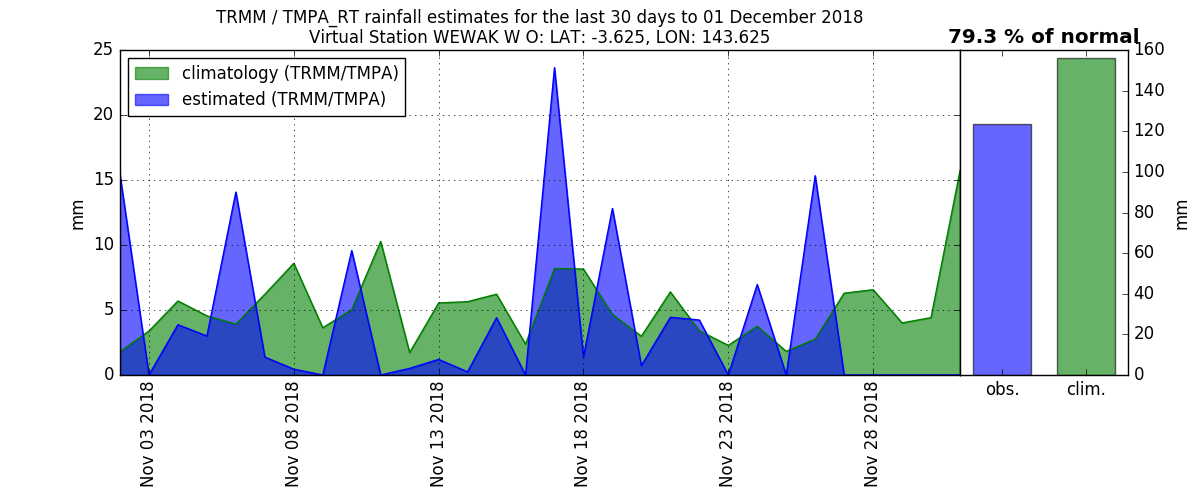 TRMM / TMPA_RT rainfall estimates for the last 30 days to 01 December 2018
Virtual Station WEWAK W O: LAT: -3.625, LON: 143.625
79.3 % of normal
climatology (TRMM/TMPA)
estimated (TRMM/TMPA)
mm
25
20
15
10
5
0
Nov 03 2018
Nov 08 2018
Nov 13 2018
Nov 18 2018
Nov 23 2018
Nov 28 2018
obs.
clim.
160
140
120
100
80
60
40
20
0
mm